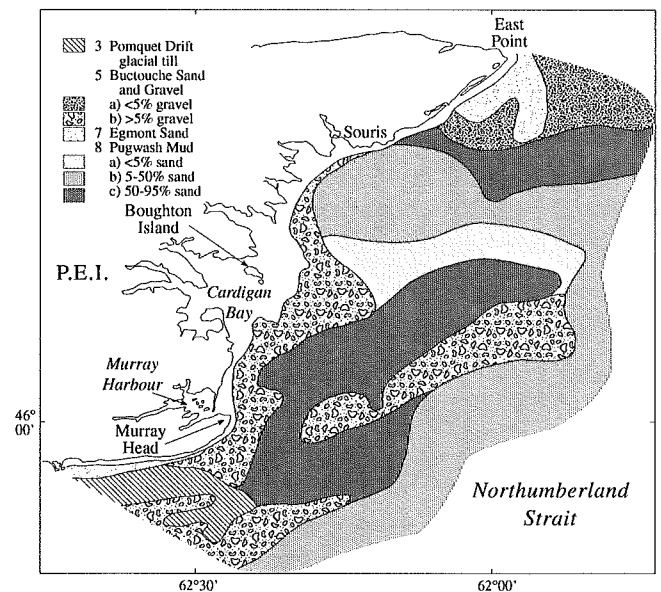 East
Point
3 Pomquet Drift
glacial till
5 Buctouche Sand
and Gravel
a) <5% gravel
b) >5% gravel
7 Egmont Sand
8 Pugwash Mud
a) <5% sand
b) 5-50% sand
c) 50-95% sand
Souris
Boughton
Island
P.E.I.
Cardigan
Bay
Murray
Harbour
46°
00'
Murray
Head
Northumberland
Strait
62°30'
62°00'